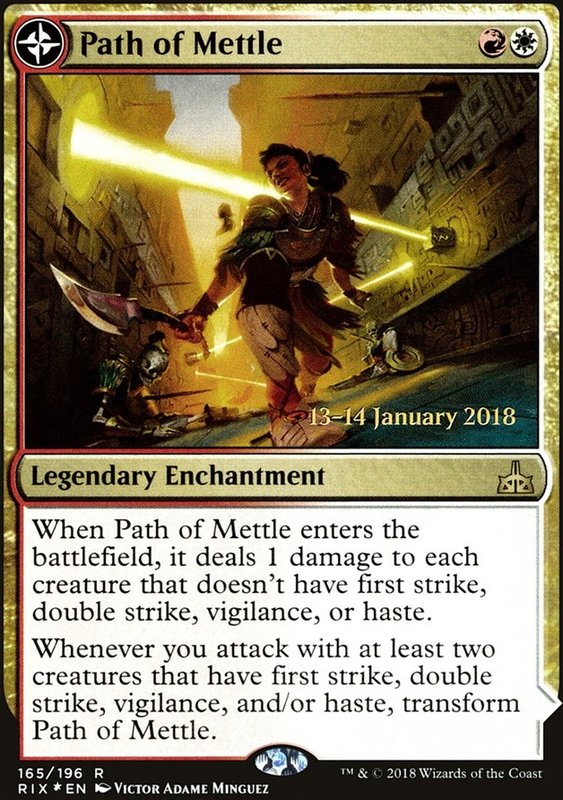 Path of Mettle
13–14 January 2018
Legendary Enchantment
When Path of Mettle enters the
battlefield, it deals 1 damage to each
creature that doesn't have first strike,
double strike, vigilance, or haste.
Whenever you attack with at least two
creatures that have first strike, double
strike, vigilance, and/or haste, transform
Path of Mettle.
165/196 R
RIX★EN Victor Adame Minguez
™ & © 2018 Wizards of the Coast